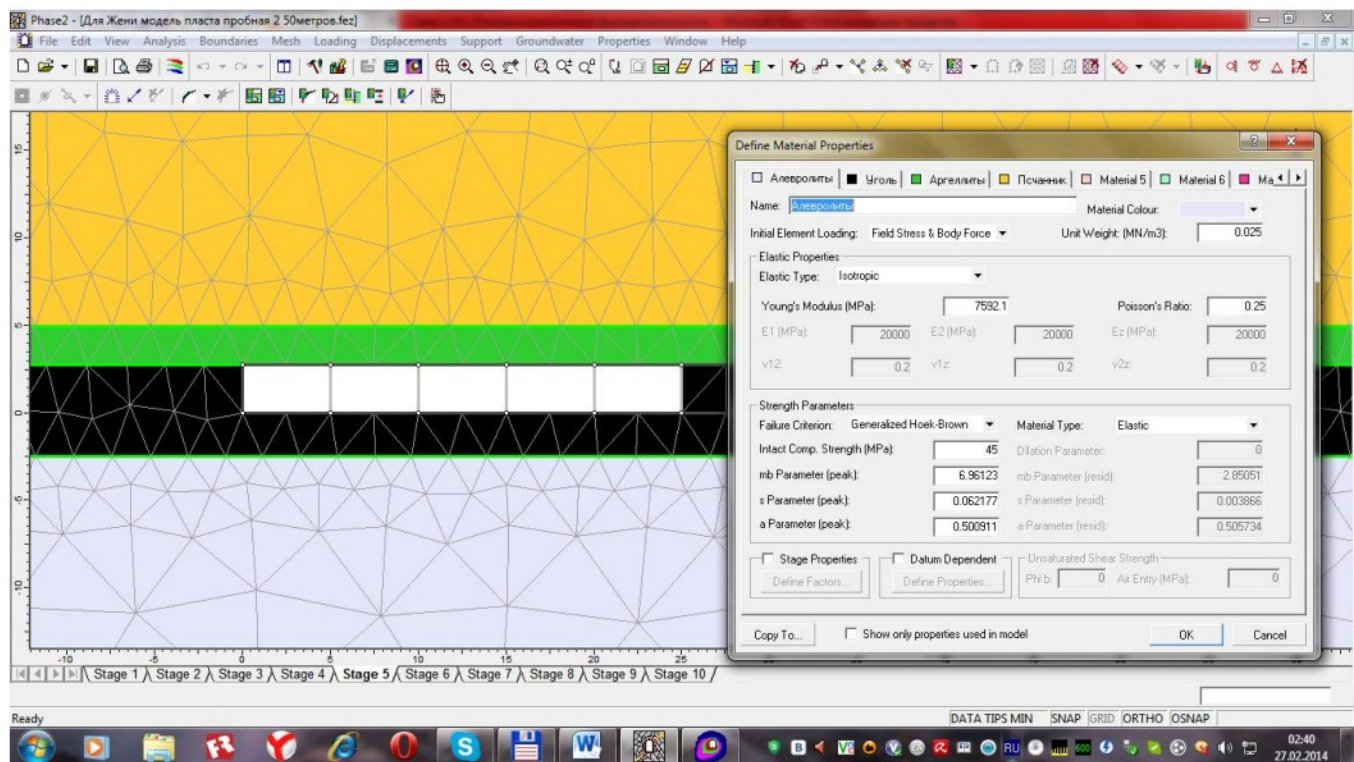 Phase2 - [Для Жени модель пласта пробная 2 50метров.fez]
File Edit View Analysis Boundaries Mesh Loading Displacements Support Groundwater Properties Window Help
Define Material Properties
Алевролиты Уголь Аргеллиты Псчанник Material 5 Material 6 Ma
Name: Алевролиты Material Colour:
Initial Element Loading: Field Stress & Body Force Unit Weight: (MN/m3): 0.025
Elastic Properties
Elastic Type: Isotropic
Young's Modulus (MPa): 7592.1 Poisson's Ratio: 0.25
E1 (MPa): 20000 E2 (MPa): 20000 Ez (MPa): 20000
v12: 0.2 v1z: 0.2 v2z: 0.2
Strength Parameters
Failure Criterion: Generalized Hoek-Brown Material Type: Elastic
Intact Comp. Strength (MPa): 45 Dilation Parameter: 0
mb Parameter (peak): 6.96123 mb Parameter (resid): 2.85051
s Parameter (peak): 0.062177 s Parameter (resid): 0.003866
a Parameter (peak): 0.500911 a Parameter (resid): 0.505734
Stage Properties Datum Dependent Unsaturated Shear Strength
Define Factors... Define Properties... Phi b: 0 Air Entry (MPa): 0
Copy To... Show only properties used in model OK Cancel
15
10
5
0
-5
-10
-10 -5 0 5 10 15 20 25
Stage 1 Stage 2 Stage 3 Stage 4 Stage 5 Stage 6 Stage 7 Stage 8 Stage 9 Stage 10
Ready DATA TIPS MIN SNAP GRID ORTHO OSNAP
RU 600 02:40
27.02.2014